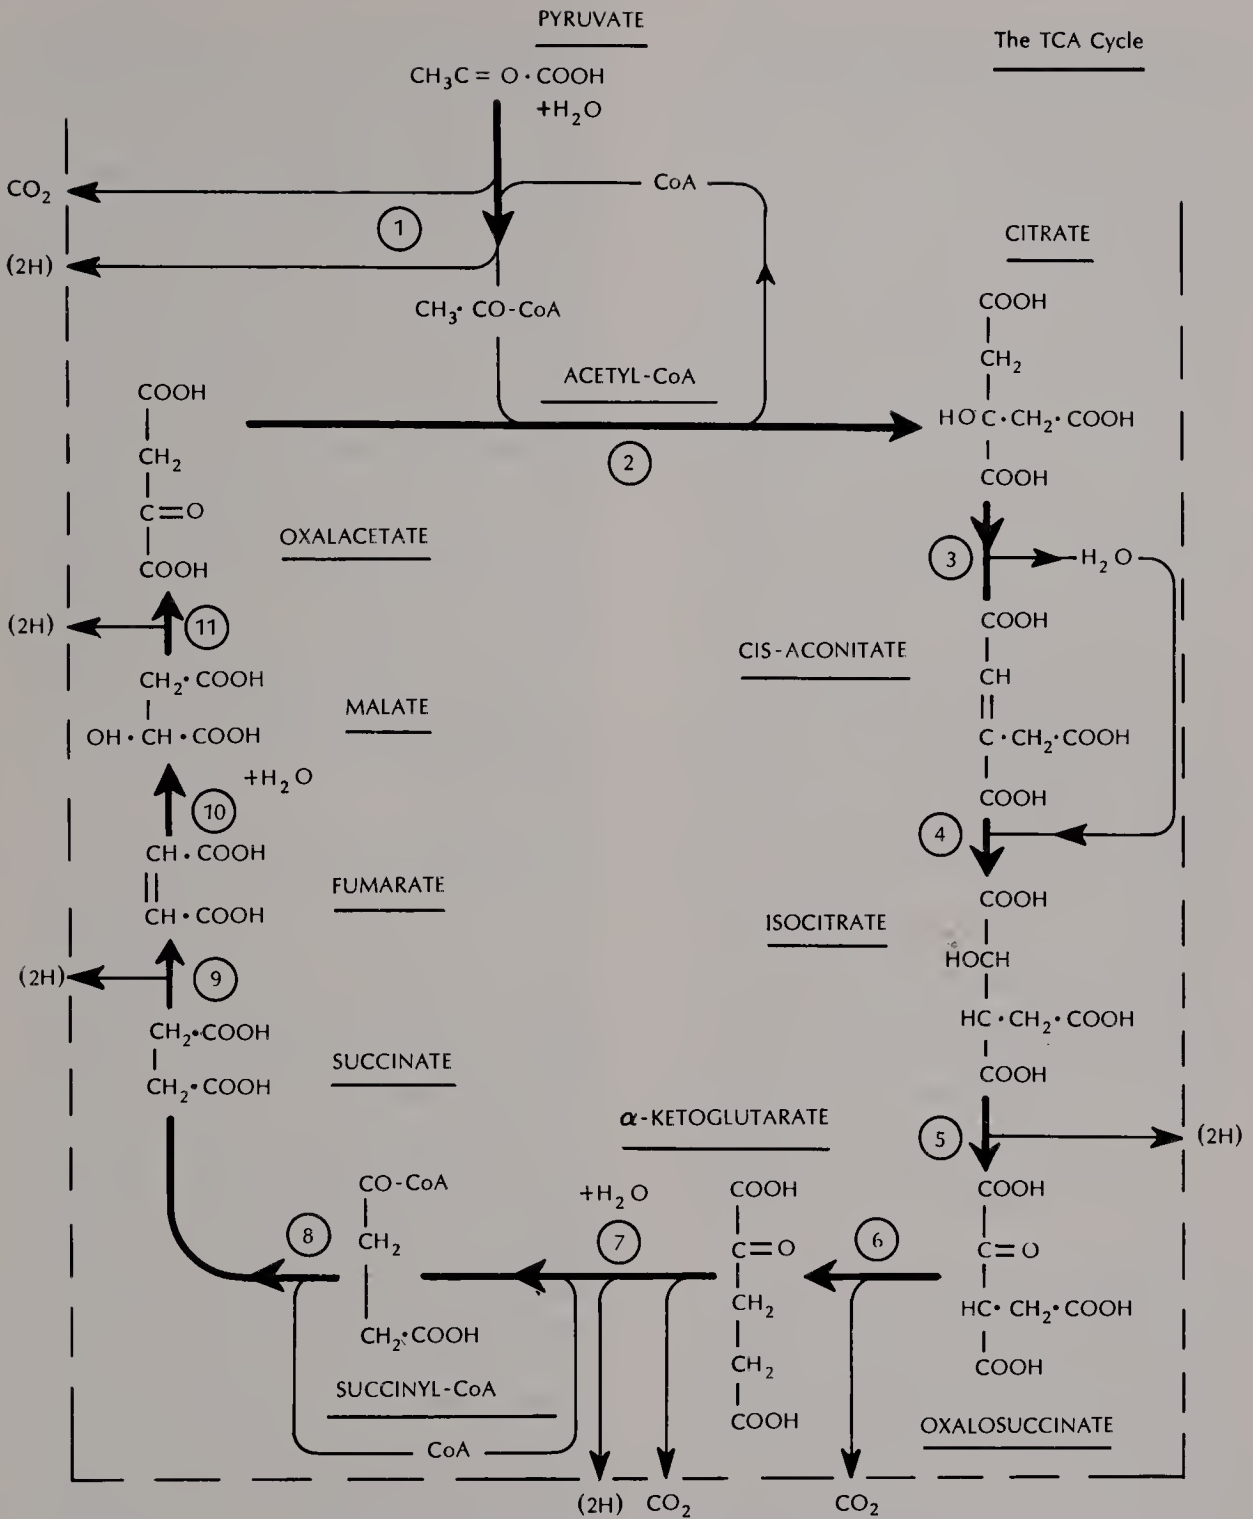 PYRUVATE
The TCA Cycle
CH₃C = O · COOH
+H₂O
CO₂
CoA
1
(2H)
CITRATE
CH₃· CO-CoA
COOH
CH₂
ACETYL-CoA
HOC·CH₂·COOH
COOH
2
COOH
CH₂
C=O
COOH
OXALACETATE
3
H₂O
(2H)
11
COOH
CIS-ACONITATE
CH
C·CH₂·COOH
COOH
CH₂·COOH
MALATE
OH·CH·COOH
+H₂O
10
4
CH·COOH
FUMARATE
CH·COOH
COOH
ISOCITRATE
HOCH
HC·CH₂·COOH
COOH
(2H)
9
CH₂·COOH
SUCCINATE
CH₂·COOH
α-KETOGLUTARATE
5
(2H)
CO-CoA
CH₂
CH₂·COOH
8
+H₂O
7
COOH
C=O
CH₂
CH₂
COOH
6
COOH
C=O
HC· CH₂·COOH
COOH
SUCCINYL-CoA
OXALOSUCCINATE
CoA
(2H)
CO₂
CO₂